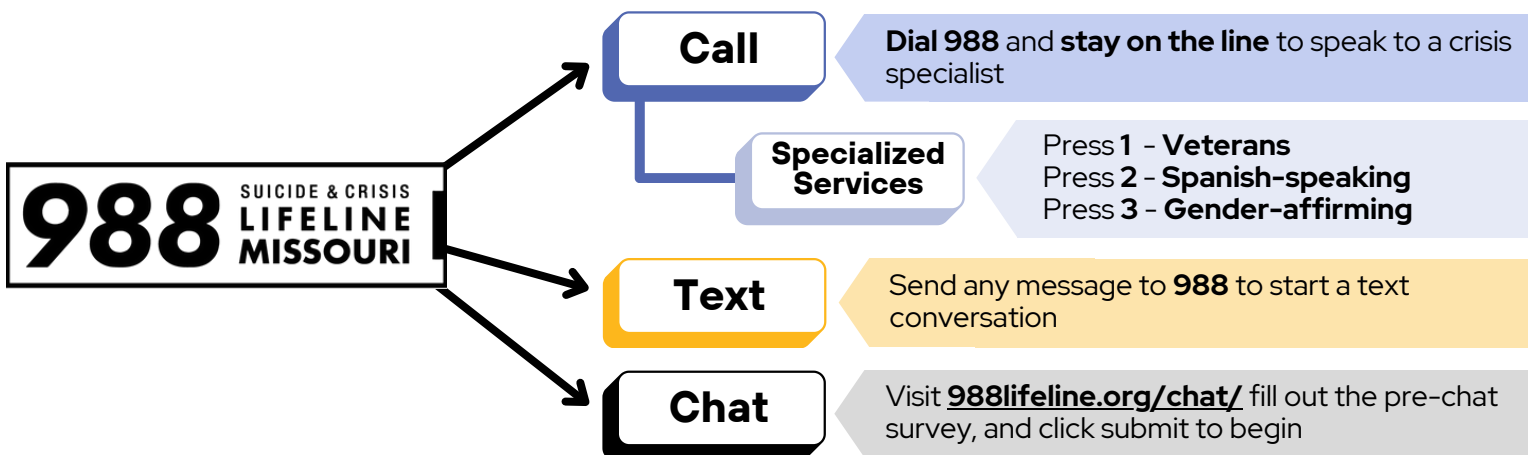 988
SUICIDE & CRISIS
LIFELINE
MISSOURI
Call
Dial 988 and stay on the line to speak to a crisis
specialist
Specialized
Services
Press 1 - Veterans
Press 2 - Spanish-speaking
Press 3 - Gender-affirming
Text
Send any message to 988 to start a text
conversation
Chat
Visit 988lifeline.org/chat/ fill out the pre-chat
survey, and click submit to begin